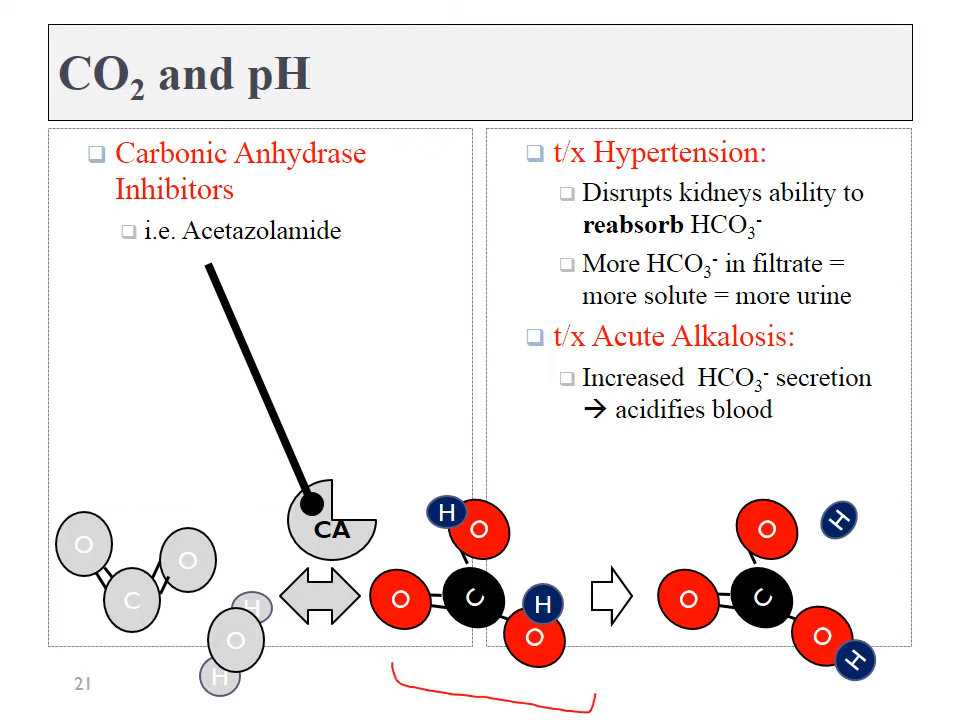 CO₂ and pH
Carbonic Anhydrase
Inhibitors
i.e. Acetazolamide
t/x Hypertension:
Disrupts kidneys ability to
reabsorb HCO₃⁻
More HCO₃⁻ in filtrate =
more solute = more urine
t/x Acute Alkalosis:
Increased HCO₃⁻ secretion
→ acidifies blood
CA
O
O
C
H
O
H
H
O
O
C
H
O
O
H
O
C
O
H
21